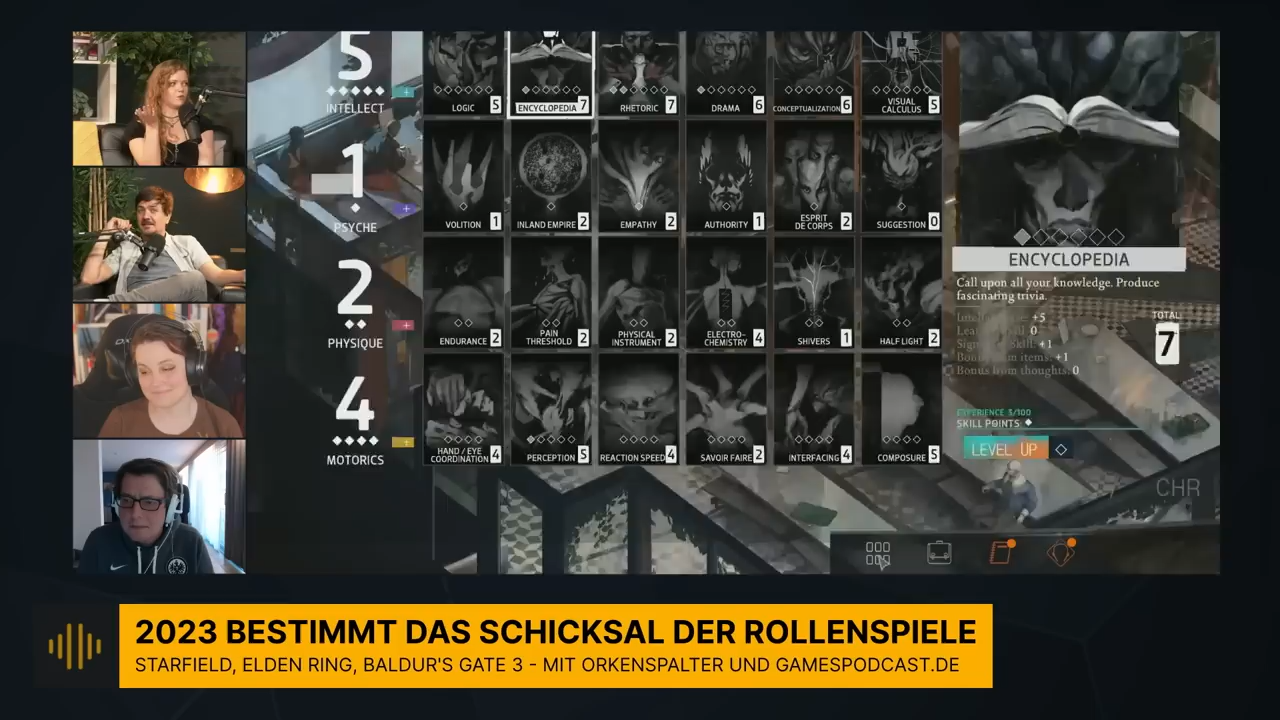 5
INTELLECT
LOGIC 5
ENCYCLOPEDIA 7
RHETORIC 7
DRAMA 6
CONCEPTUALIZATION 6
VISUAL
CALCULUS 5
1
PSYCHE
VOLITION 1
INLAND EMPIRE 2
EMPATHY 2
AUTHORITY 1
ESPRIT
DE CORPS 2
SUGGESTION 0
2
PHYSIQUE
ENDURANCE 2
PAIN
THRESHOLD 2
PHYSICAL
INSTRUMENT 2
ELECTRO-
CHEMISTRY 4
SHIVERS 1
HALF LIGHT 2
4
MOTORICS
HAND / EYE
COORDINATION 4
PERCEPTION 5
REACTION SPEED 4
SAVOIR FAIRE 2
INTERFACING 4
COMPOSURE 5
ENCYCLOPEDIA
Call upon all your knowledge. Produce
fascinating trivia.
+5
0
+1
Bonus from items: +1
Bonus from thoughts: 0
TOTAL
7
EXPERIENCE 3/100
SKILL POINTS
LEVEL UP
CHR
2023 BESTIMMT DAS SCHICKSAL DER ROLLENSPIELE
STARFIELD, ELDEN RING, BALDUR'S GATE 3 - MIT ORKENSPALTER UND GAMESPODCAST.DE